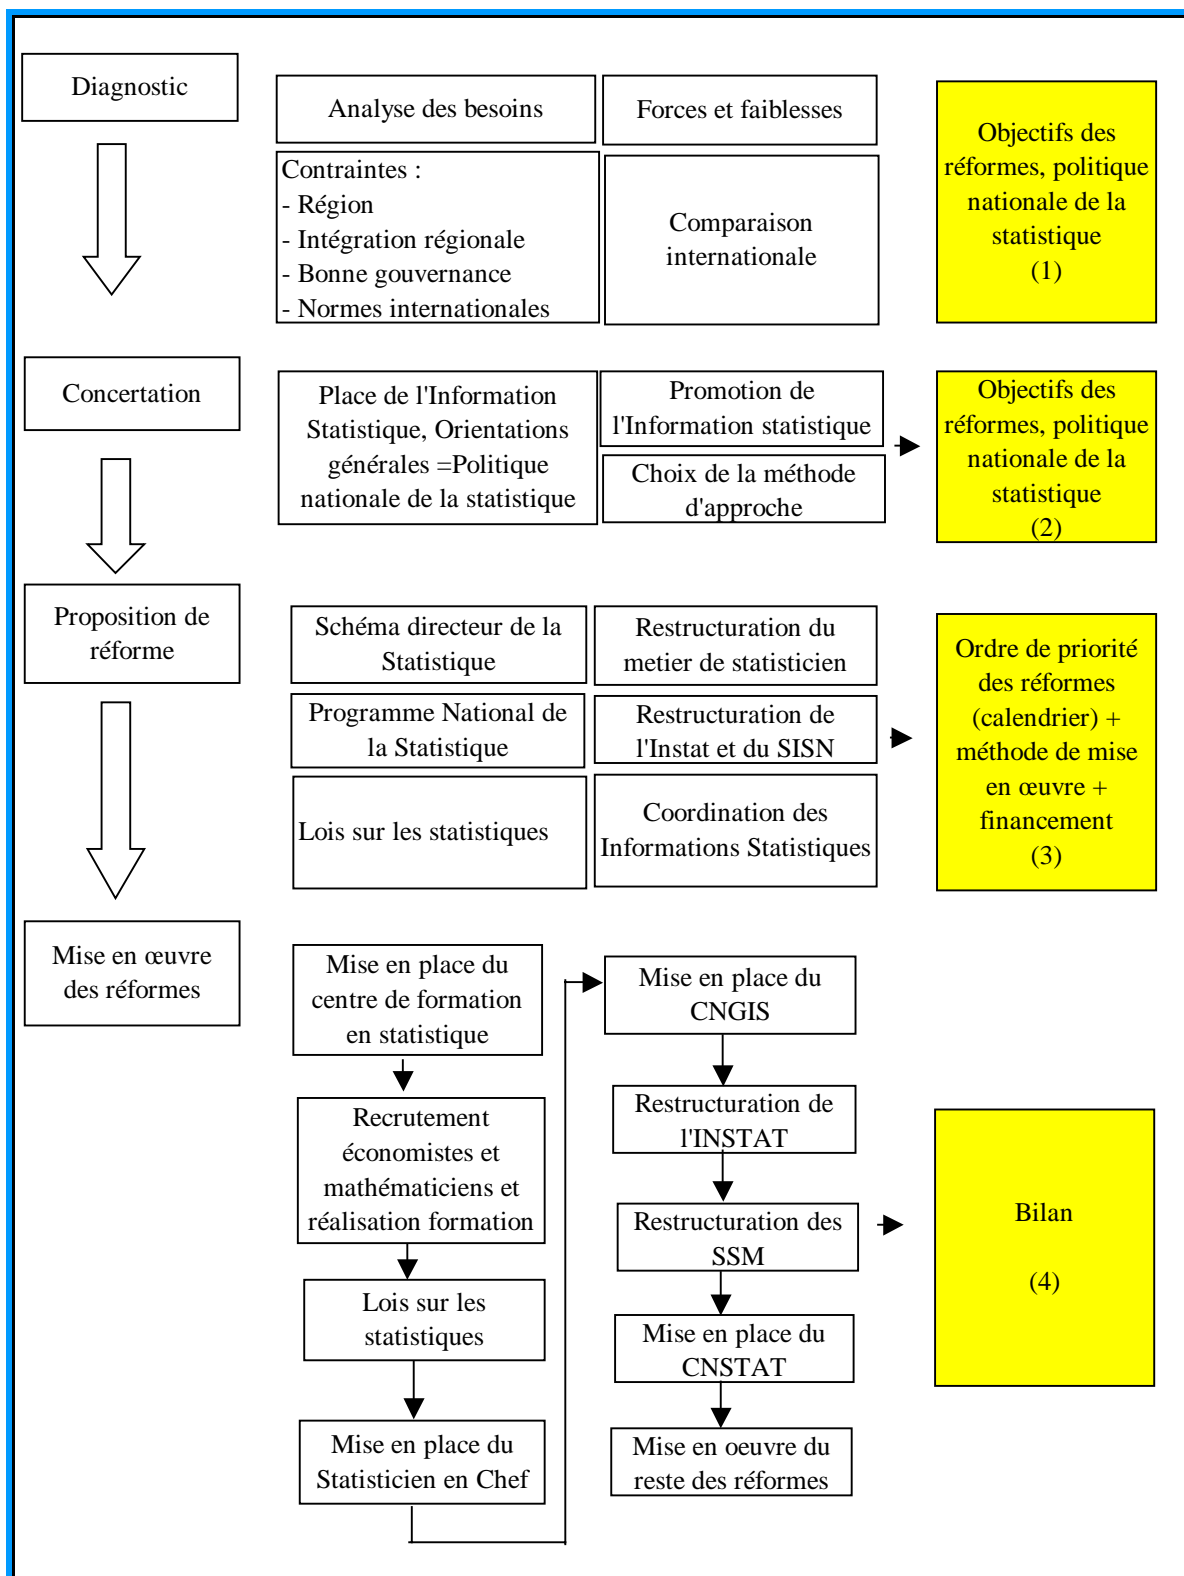 Diagnostic
Analyse des besoins
Forces et faiblesses
Contraintes :
- Région
- Intégration régionale
- Bonne gouvernance
- Normes internationales
Comparaison
internationale
Objectifs des
réformes, politique
nationale de la
statistique
(1)
Concertation
Place de l'Information
Statistique, Orientations
générales =Politique
nationale de la statistique
Promotion de
l'Information statistique
Choix de la méthode
d'approche
Objectifs des
réformes, politique
nationale de la
statistique
(2)
Proposition de
réforme
Schéma directeur de la
Statistique
Restructuration du
metier de statisticien
Programme National de
la Statistique
Restructuration de
l'Instat et du SISN
Lois sur les statistiques
Coordination des
Informations Statistiques
Ordre de priorité
des réformes
(calendrier) +
méthode de mise
en œuvre +
financement
(3)
Mise en œuvre
des réformes
Mise en place du
centre de formation
en statistique
Recrutement
économistes et
mathématiciens et
réalisation formation
Lois sur les
statistiques
Mise en place du
Statisticien en Chef
Mise en place du
CNGIS
Restructuration de
l'INSTAT
Restructuration des
SSM
Mise en place du
CNSTAT
Mise en oeuvre du
reste des réformes
Bilan
(4)